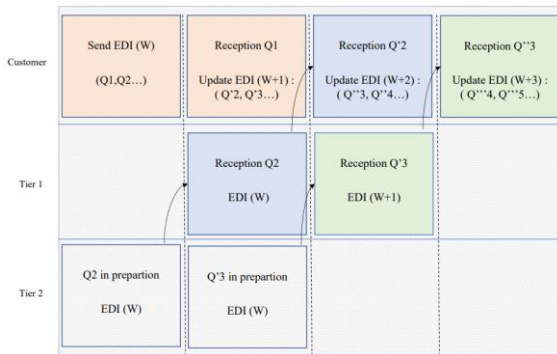 Customer
Send EDI (W)
(Q1,Q2…)
Reception Q1
Update EDI (W+1) :
( Q’2, Q’3…)
Reception Q’2
Update EDI (W+2) :
( Q’’3, Q’’4…)
Reception Q’’3
Update EDI (W+3) :
( Q’’’4, Q’’’5…)
Tier 1
Reception Q2
EDI (W)
Reception Q’3
EDI (W+1)
Tier 2
Q2 in prepartion
EDI (W)
Q’3 in prepartion
EDI (W)